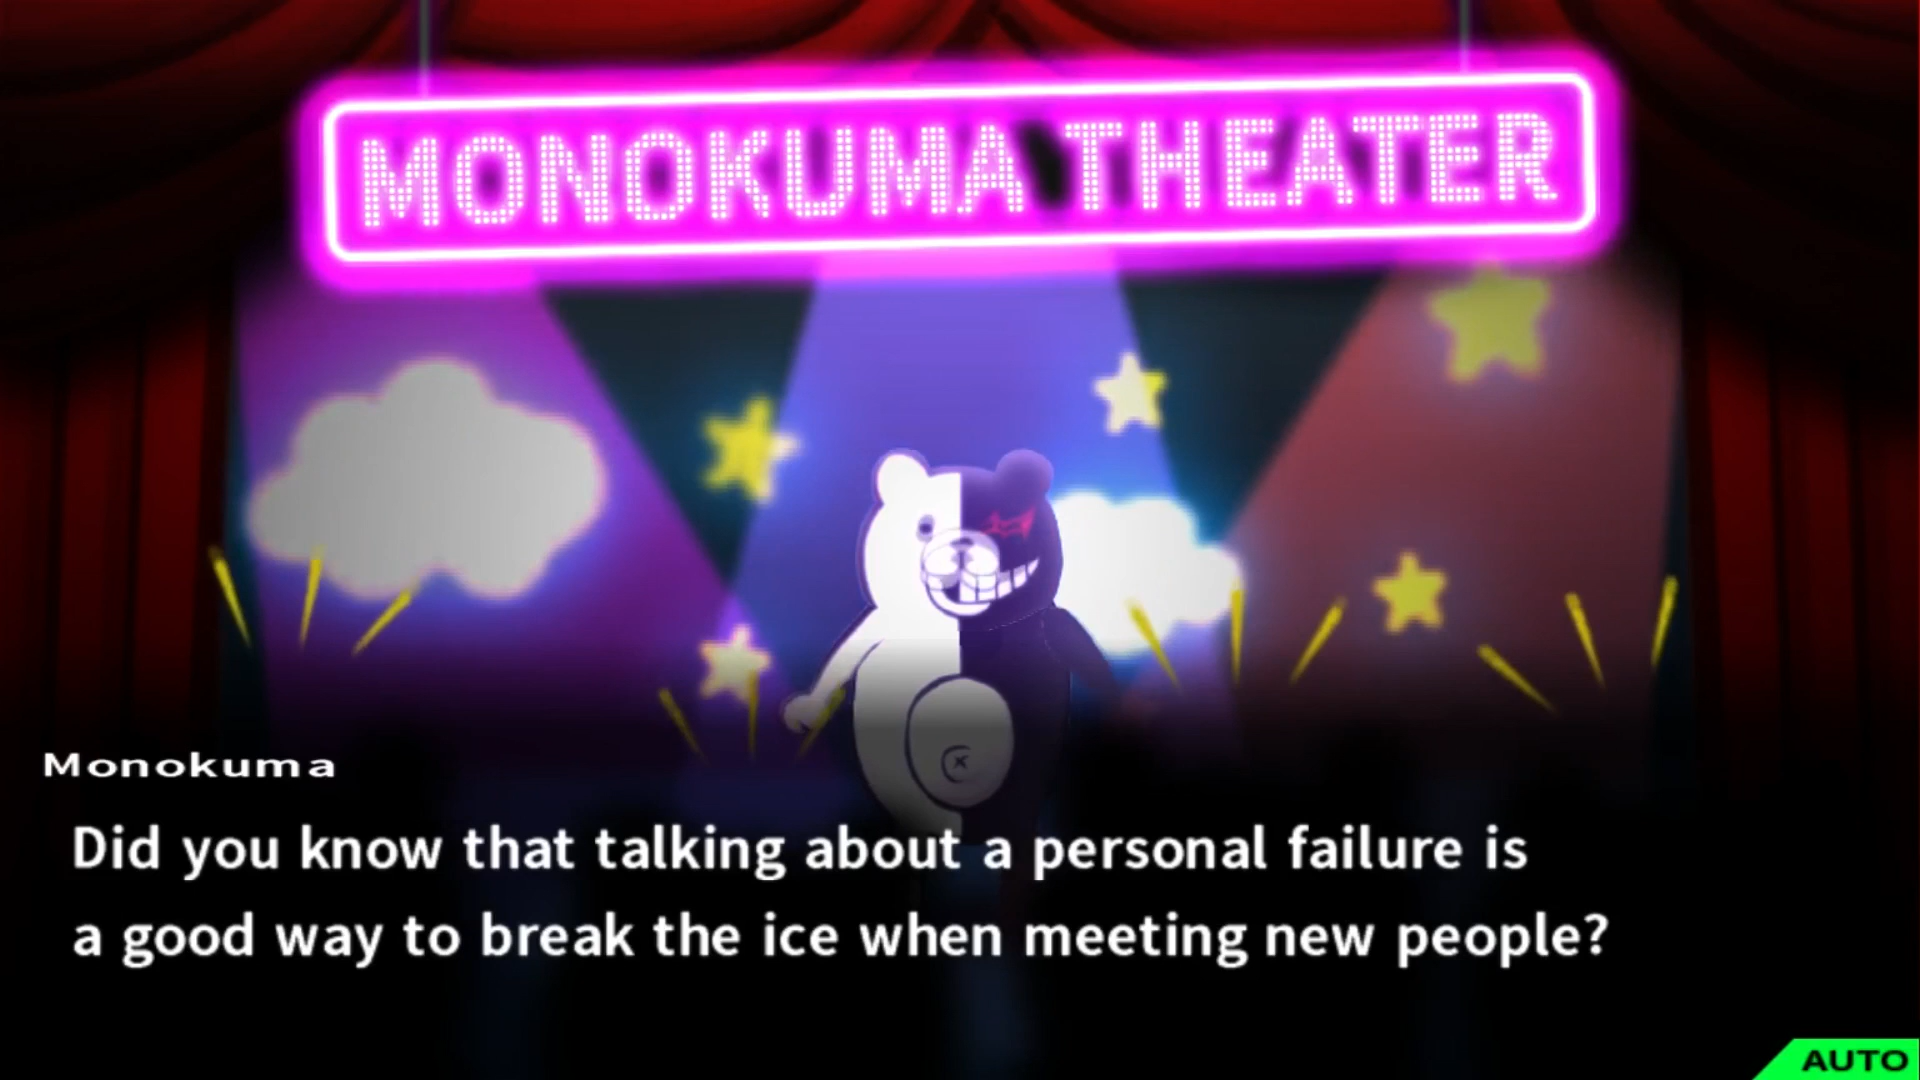 MONOKUMA THEATER
Monokuma
Did you know that talking about a personal failure is
a good way to break the ice when meeting new people?
AUTO